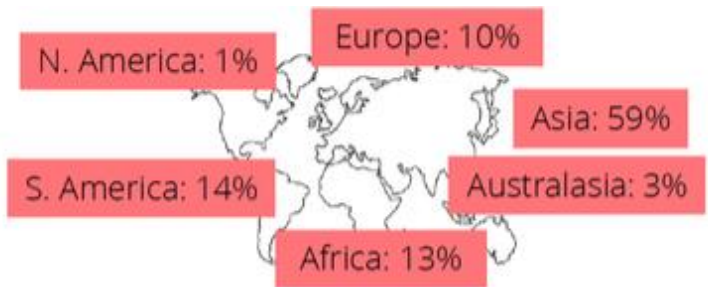 Europe: 10%
N. America: 1%
Asia: 59%
S. America: 14%
Australasia: 3%
Africa: 13%